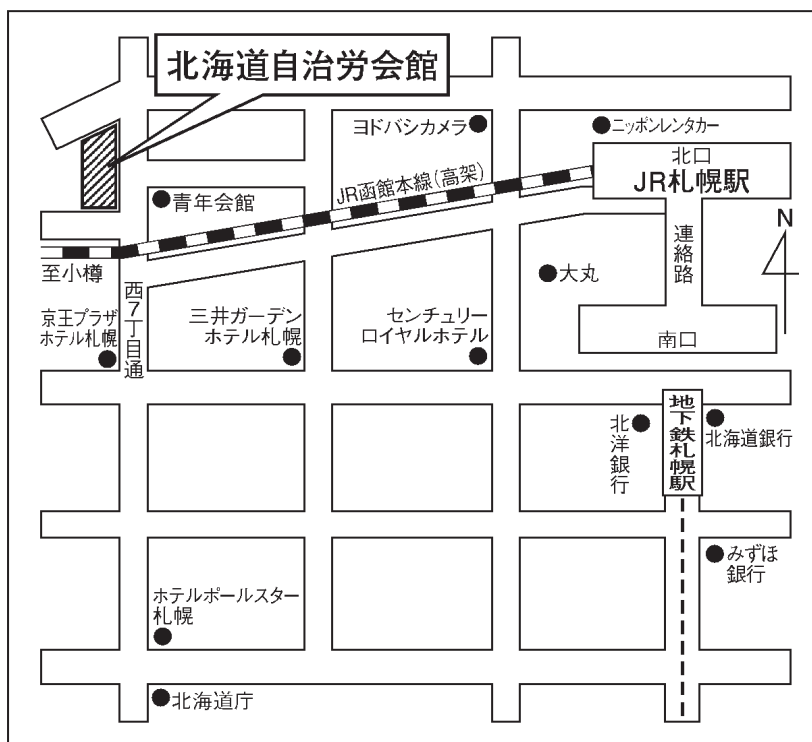 北海道自治労会館
ヨドバシカメラ
ニッポンレンタカー
北口
JR札幌駅
JR函館本線(高架)
青年会館
連絡路
N
至小樽
大丸
西7丁目通
京王プラザ
ホテル札幌
三井ガーデン
ホテル札幌
センチュリー
ロイヤルホテル
南口
地下鉄札幌駅
北洋銀行
北海道銀行
みずほ
銀行
ホテルポールスター
札幌
北海道庁